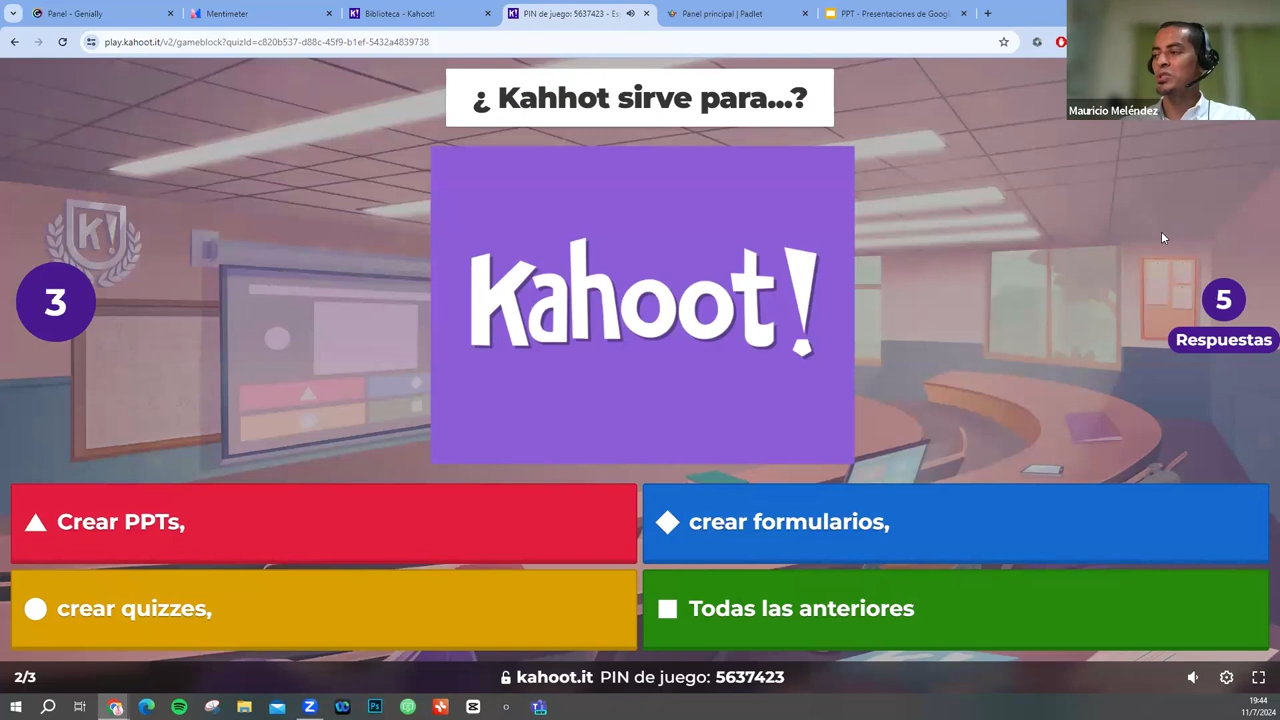 Panel - Genially
Mentimeter
Biblioteca - Kahoot!
PIN de juego: 5637423 - Es
Panel principal | Padlet
PPT - Presentaciones de Googl
play.kahoot.it/v2/gameblock?quizId=c820b537-d88c-45f9-b1ef-5432a4839738
Mauricio Meléndez
¿ Kahhot sirve para...?
K!
Kahoot!
3
5
Respuestas
Crear PPTs,
crear formularios,
crear quizzes,
Todas las anteriores
2/3
kahoot.it PIN de juego: 5637423
19:44
11/7/2024